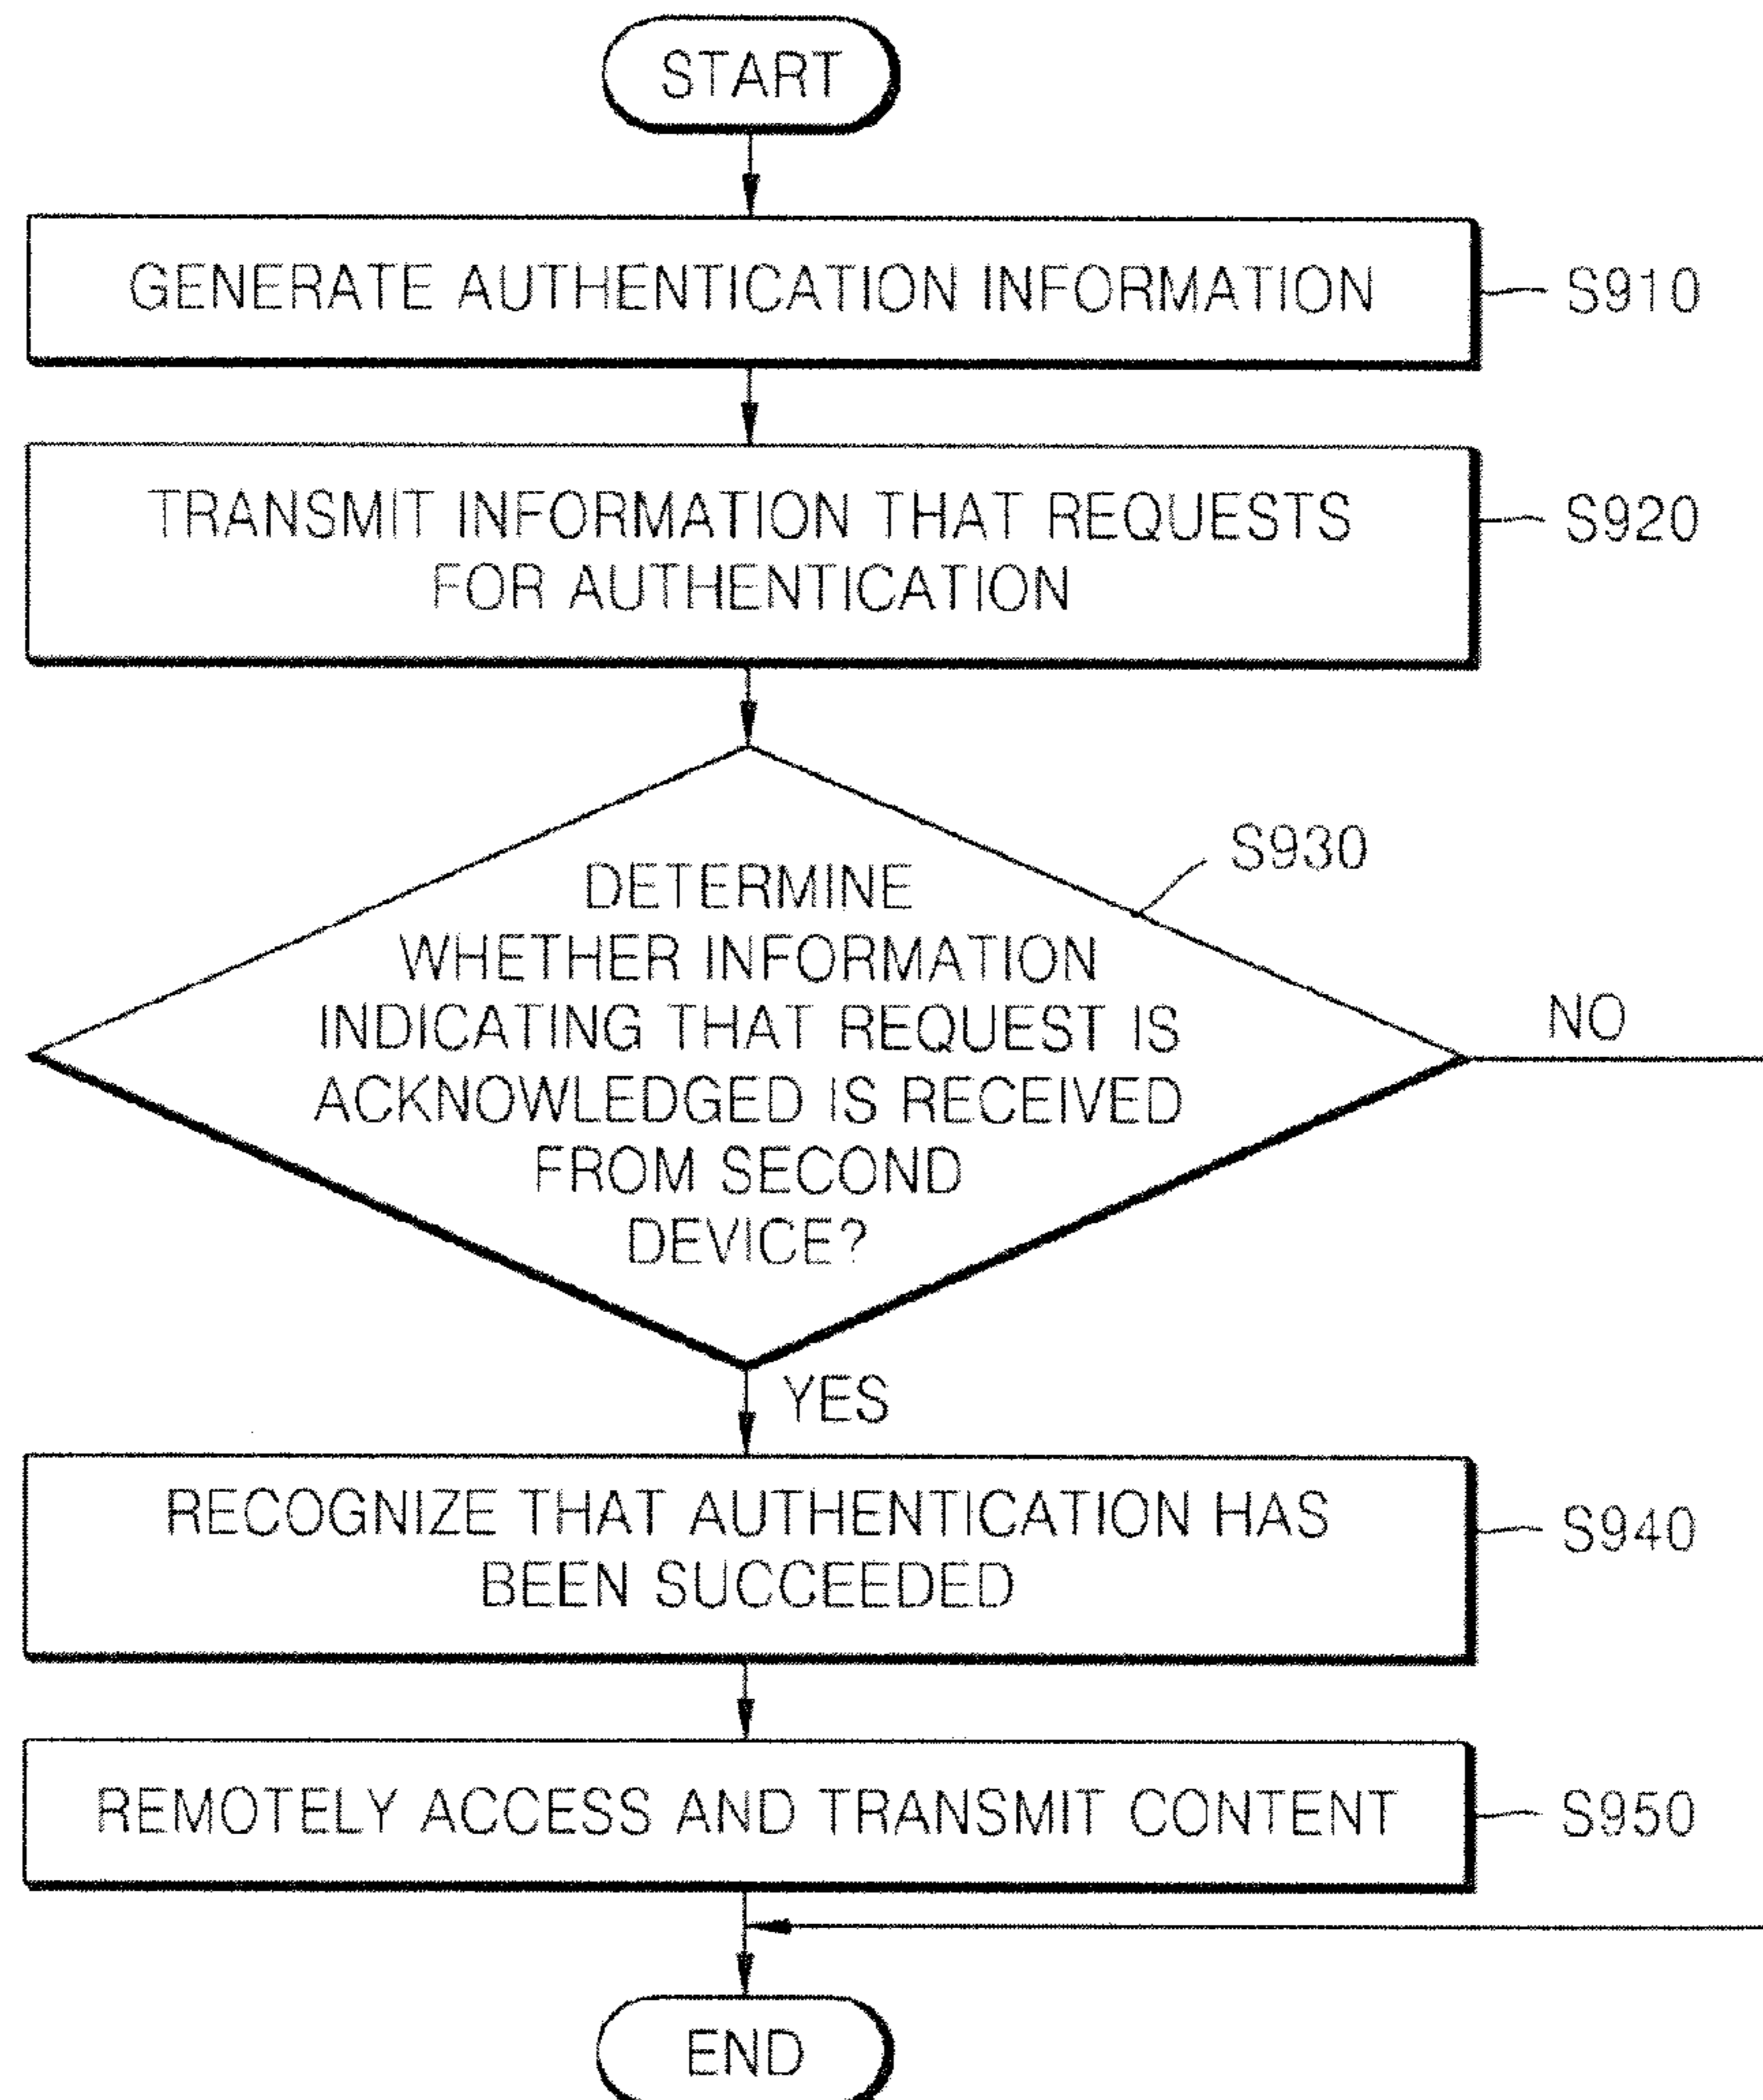 START
GENERATE AUTHENTICATION INFORMATION
S910
TRANSMIT INFORMATION THAT REQUESTS
FOR AUTHENTICATION
S920
S930
DETERMINE
WHETHER INFORMATION
INDICATING THAT REQUEST IS
ACKNOWLEDGED IS RECEIVED
FROM SECOND
DEVICE?
NO
YES
RECOGNIZE THAT AUTHENTICATION HAS
BEEN SUCCEEDED
S940
REMOTELY ACCESS AND TRANSMIT CONTENT
S950
END